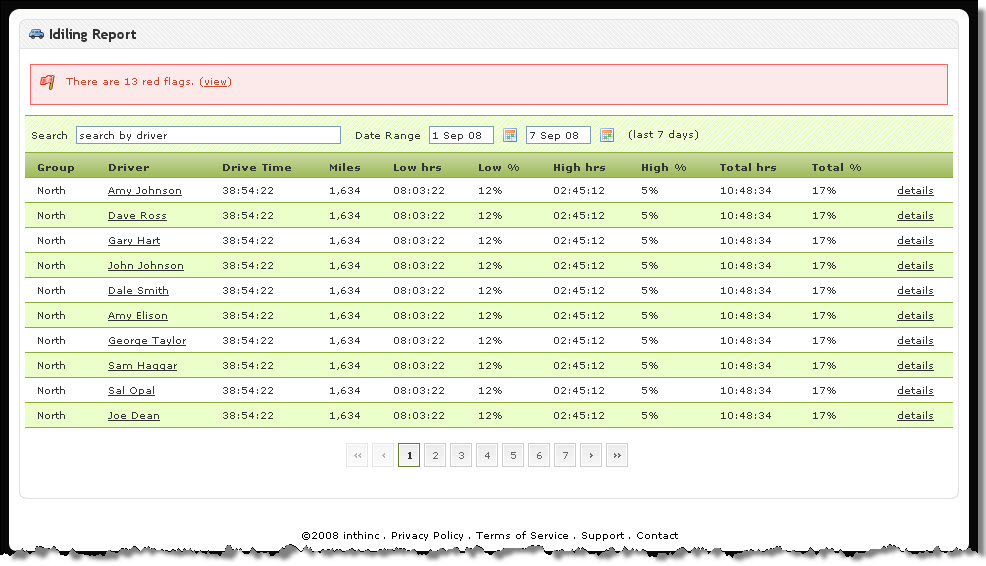 Idiling Report
There are 13 red flags. (view)
Search search by driver Date Range 1 Sep 08 7 Sep 08 (last 7 days)
Group Driver Drive Time Miles Low hrs Low % High hrs High % Total hrs Total %
North Amy Johnson 38:54:22 1,634 08:03:22 12% 02:45:12 5% 10:48:34 17% details
North Dave Ross 38:54:22 1,634 08:03:22 12% 02:45:12 5% 10:48:34 17% details
North Gary Hart 38:54:22 1,634 08:03:22 12% 02:45:12 5% 10:48:34 17% details
North John Johnson 38:54:22 1,634 08:03:22 12% 02:45:12 5% 10:48:34 17% details
North Dale Smith 38:54:22 1,634 08:03:22 12% 02:45:12 5% 10:48:34 17% details
North Amy Elison 38:54:22 1,634 08:03:22 12% 02:45:12 5% 10:48:34 17% details
North George Taylor 38:54:22 1,634 08:03:22 12% 02:45:12 5% 10:48:34 17% details
North Sam Haggar 38:54:22 1,634 08:03:22 12% 02:45:12 5% 10:48:34 17% details
North Sal Opal 38:54:22 1,634 08:03:22 12% 02:45:12 5% 10:48:34 17% details
North Joe Dean 38:54:22 1,634 08:03:22 12% 02:45:12 5% 10:48:34 17% details
‹‹ ‹ 1 2 3 4 5 6 7 › ››
©2008 inthinc . Privacy Policy . Terms of Service . Support . Contact